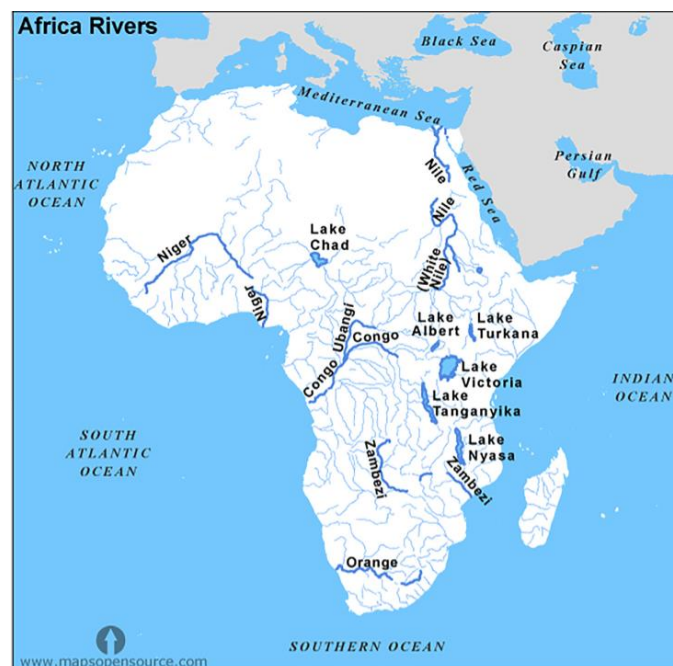 Africa Rivers
Black Sea
Caspian
Sea
Mediterranean Sea
NORTH
ATLANTIC
OCEAN
Persian
Gulf
Nile
Red Sea
Nile
Niger
Lake
Chad
(White
Nile)
Niger
Ubangi
Lake
Albert
Lake
Turkana
Congo
Congo
Lake
Victoria
INDIAN
OCEAN
Lake
Tanganyika
SOUTH
ATLANTIC
OCEAN
Lake
Nyasa
Zambezi
Zambezi
Orange
SOUTHERN OCEAN
www.mapsopensource.com